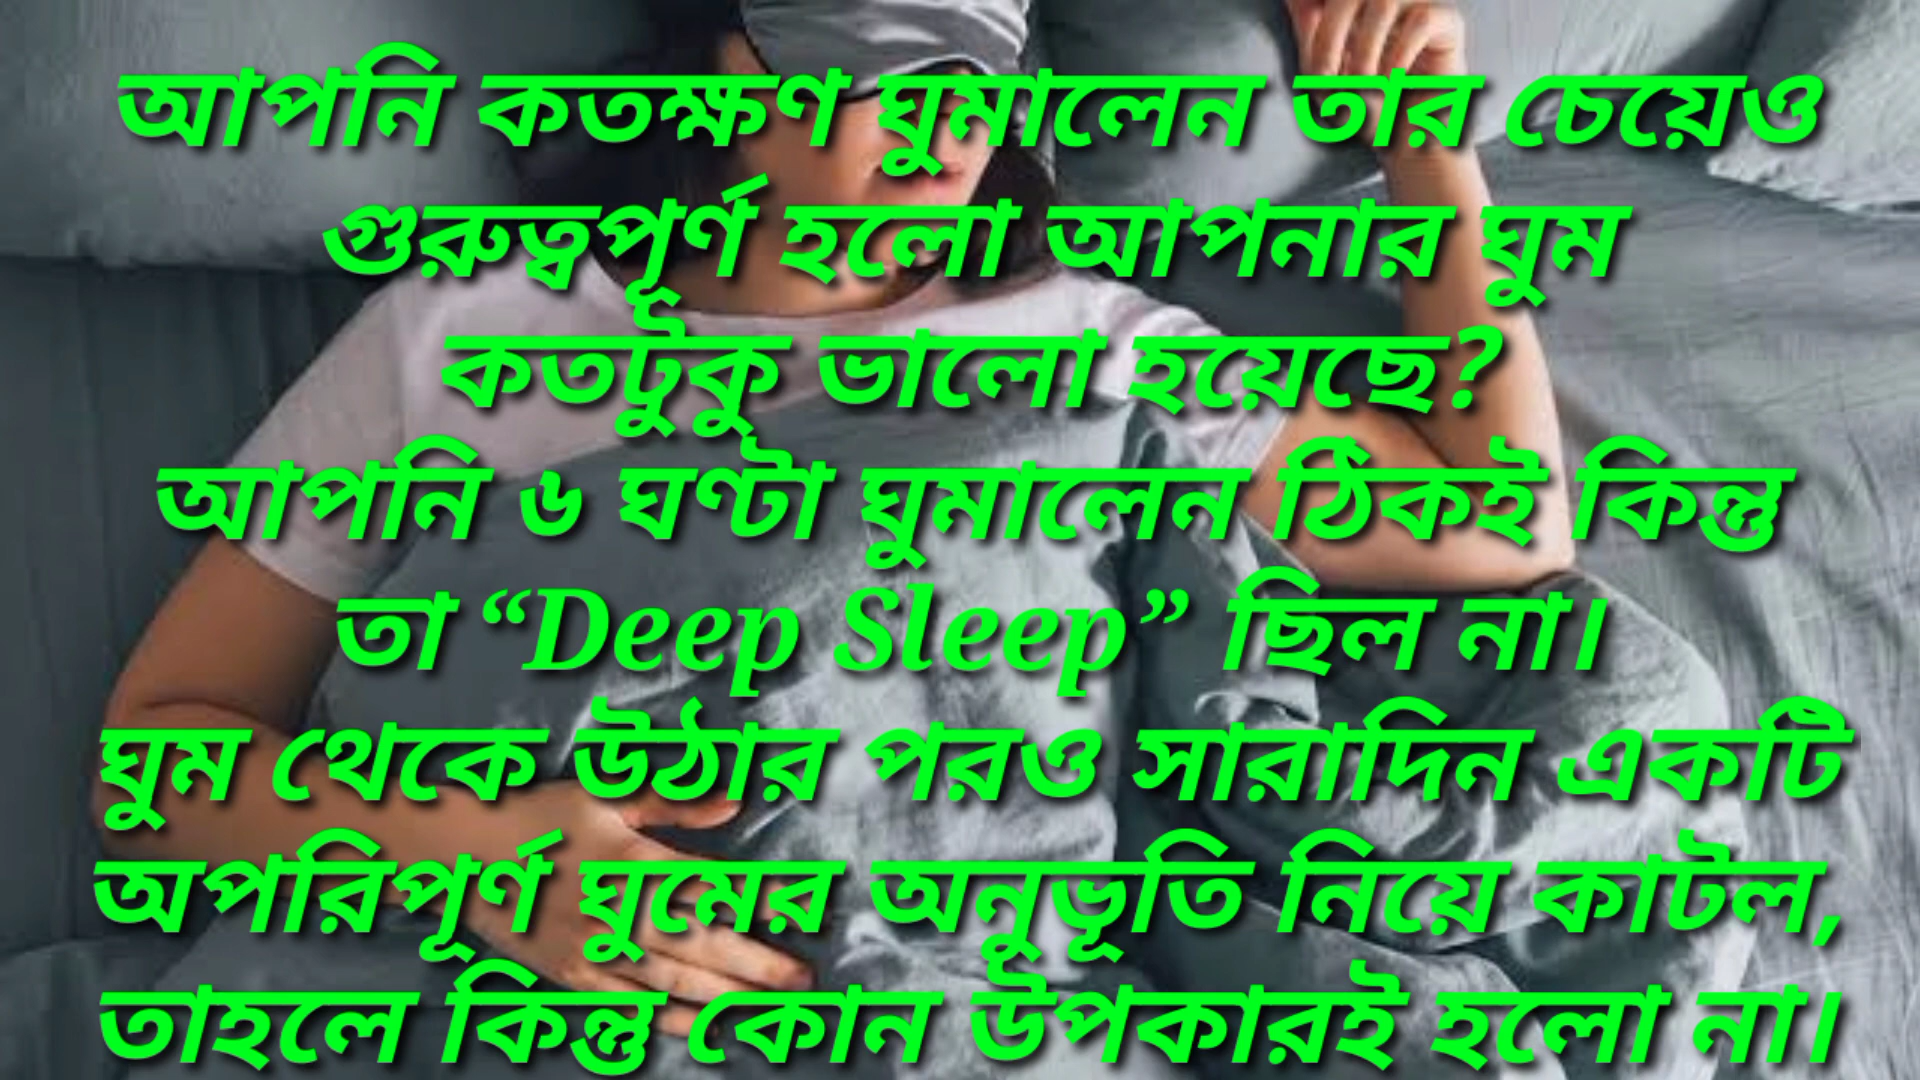 আপনি কতক্ষণ ঘুমালেন তার চেয়েও
গুরুত্বপূর্ণ হলো আপনার ঘুম
কতটুকু ভালো হয়েছে?
আপনি ৬ ঘণ্টা ঘুমালেন ঠিকই কিন্তু
তা “Deep Sleep” ছিল না।
ঘুম থেকে উঠার পরও সারাদিন একটি
অপরিপূর্ণ ঘুমের অনুভূতি নিয়ে কাটল,
তাহলে কিন্তু কোন উপকারই হলো না।